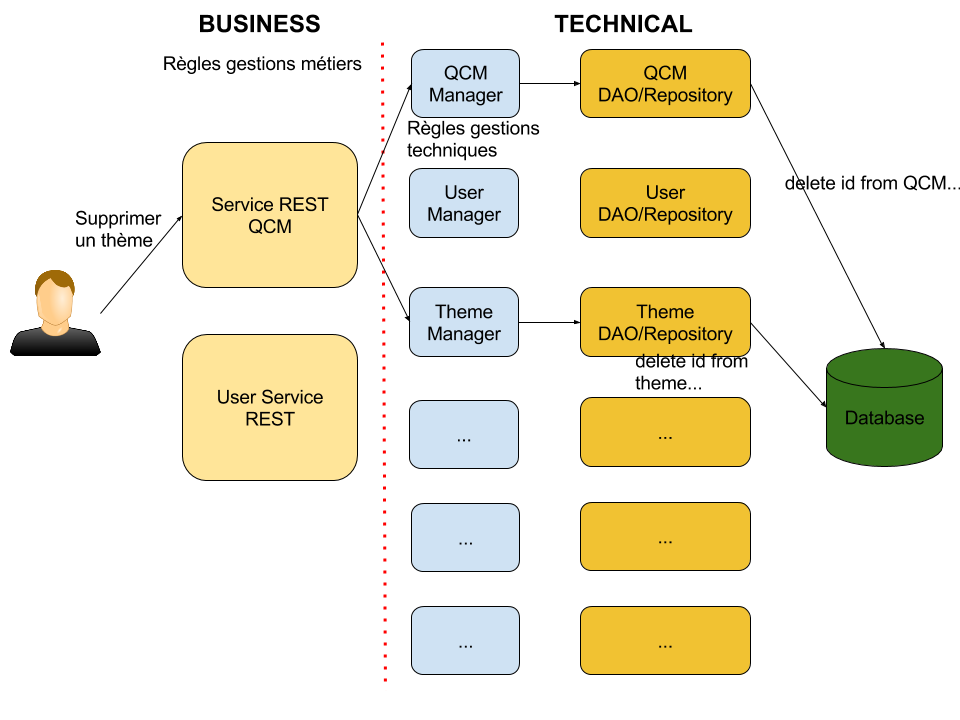 BUSINESS
TECHNICAL
Règles gestions métiers
QCM
Manager
QCM
DAO/Repository
Règles gestions
techniques
delete id from QCM...
User
Manager
User
DAO/Repository
Service REST
QCM
Supprimer
un thème
Theme
Manager
Theme
DAO/Repository
delete id from
theme...
User Service
REST
Database
...
...
...
...
...
...